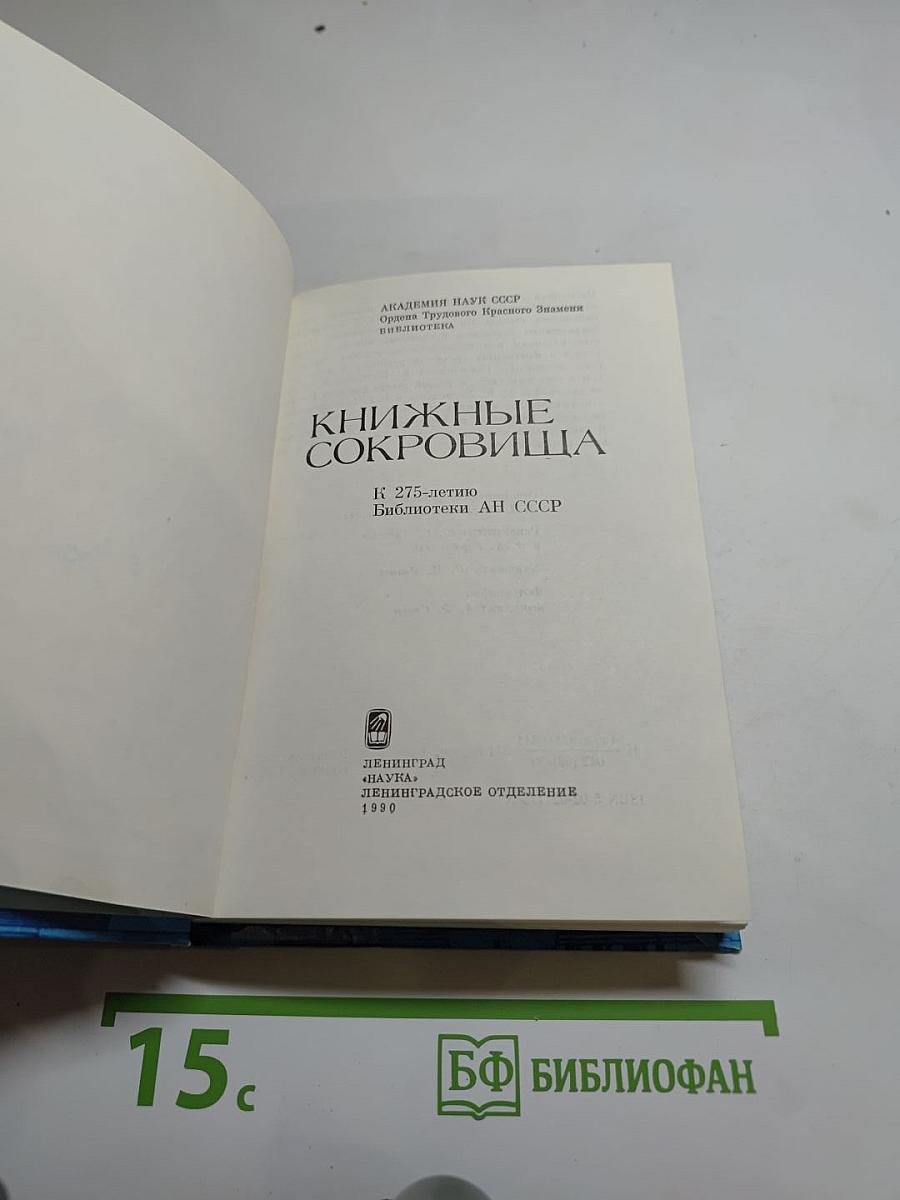 АКАДЕМИЯ НАУК СССР
Ордена Трудового Красного Знамени
БИБЛИОТЕКА
КНИЖНЫЕ
СОКРОВИЩА
К 275-летию
Библиотеки АН СССР
ЛЕНИНГРАД
«НАУКА»
ЛЕНИНГРАДСКОЕ ОТДЕЛЕНИЕ
1990
15 с
БФ БИБЛИОФАН